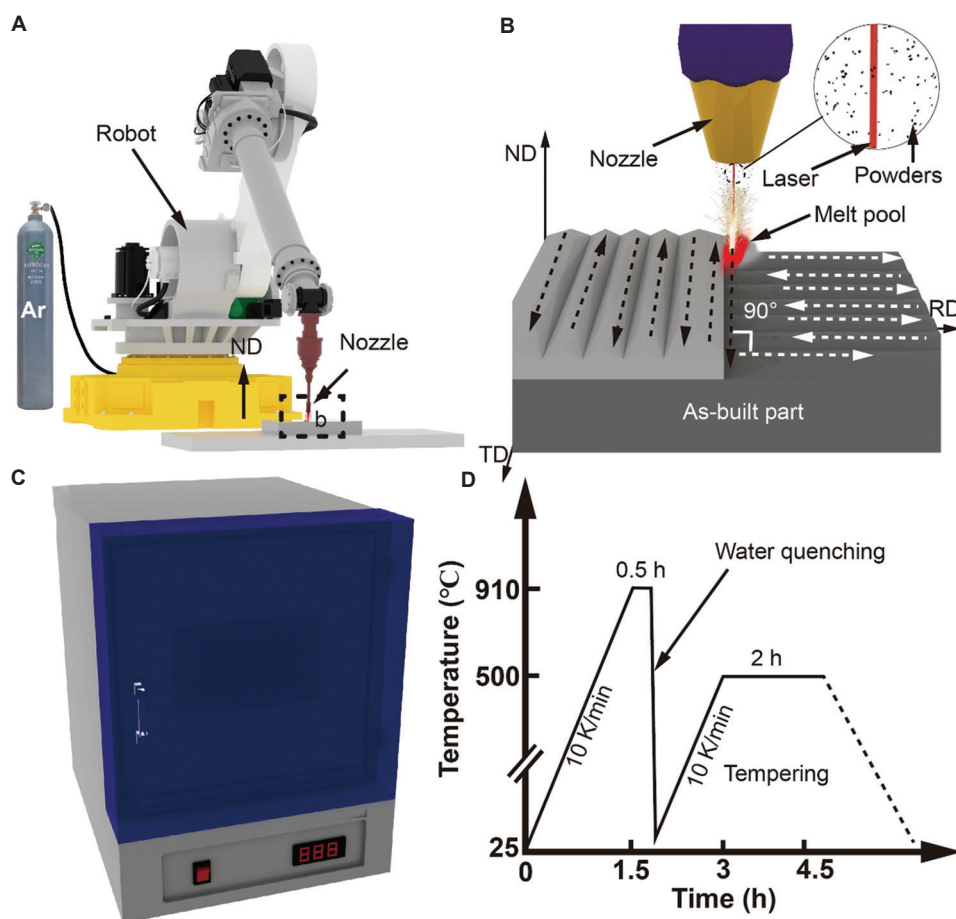 A
Robot
Ar
ND
Nozzle
b
B
ND
Nozzle
Laser
Powders
Melt pool
90°
RD
As-built part
TD
C
888
D
Temperature (℃)
910
500
25
0.5 h
Water quenching
2 h
10 K/min
10 K/min
Tempering
0
1.5
3
4.5
Time (h)